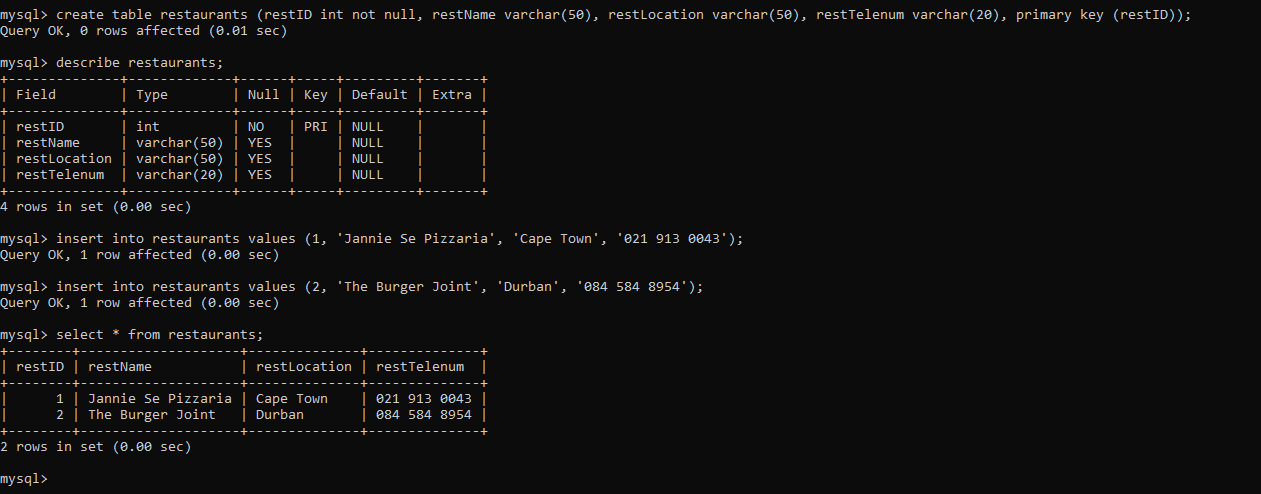 mysql> create table restaurants (restID int not null, restName varchar(50), restLocation varchar(50), restTelenum varchar(20), primary key (restID));
Query OK, 0 rows affected (0.01 sec)

mysql> describe restaurants;
+--------------+-------------+------+-----+---------+-------+
| Field        | Type        | Null | Key | Default | Extra |
+--------------+-------------+------+-----+---------+-------+
| restID       | int         | NO   | PRI | NULL    |       |
| restName     | varchar(50) | YES  |     | NULL    |       |
| restLocation | varchar(50) | YES  |     | NULL    |       |
| restTelenum  | varchar(20) | YES  |     | NULL    |       |
+--------------+-------------+------+-----+---------+-------+
4 rows in set (0.00 sec)

mysql> insert into restaurants values (1, 'Jannie Se Pizzaria', 'Cape Town', '021 913 0043');
Query OK, 1 row affected (0.00 sec)

mysql> insert into restaurants values (2, 'The Burger Joint', 'Durban', '084 584 8954');
Query OK, 1 row affected (0.00 sec)

mysql> select * from restaurants;
+--------+--------------------+--------------+--------------+
| restID | restName           | restLocation | restTelenum  |
+--------+--------------------+--------------+--------------+
|      1 | Jannie Se Pizzaria | Cape Town    | 021 913 0043 |
|      2 | The Burger Joint   | Durban       | 084 584 8954 |
+--------+--------------------+--------------+--------------+
2 rows in set (0.00 sec)

mysql>